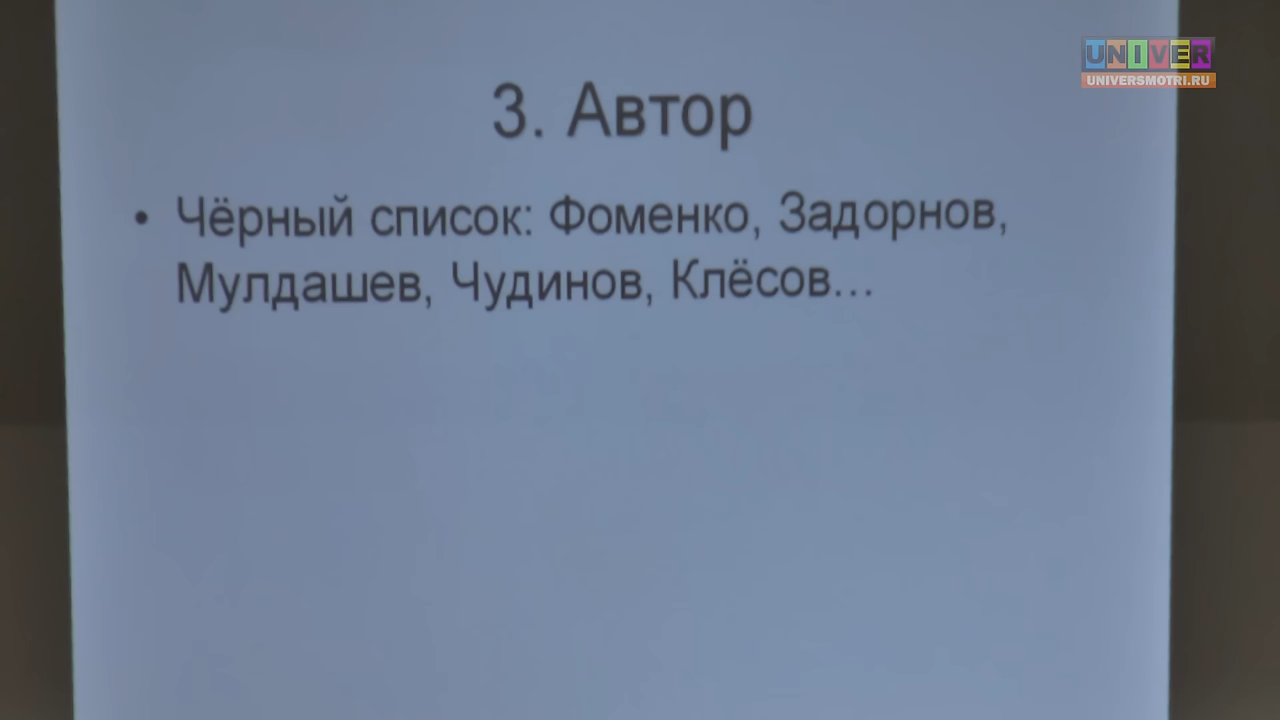 UNIVER
UNIVERSMOTRI.RU
3. Автор
• Чёрный список: Фоменко, Задорнов,
Мулдашев, Чудинов, Клёсов...